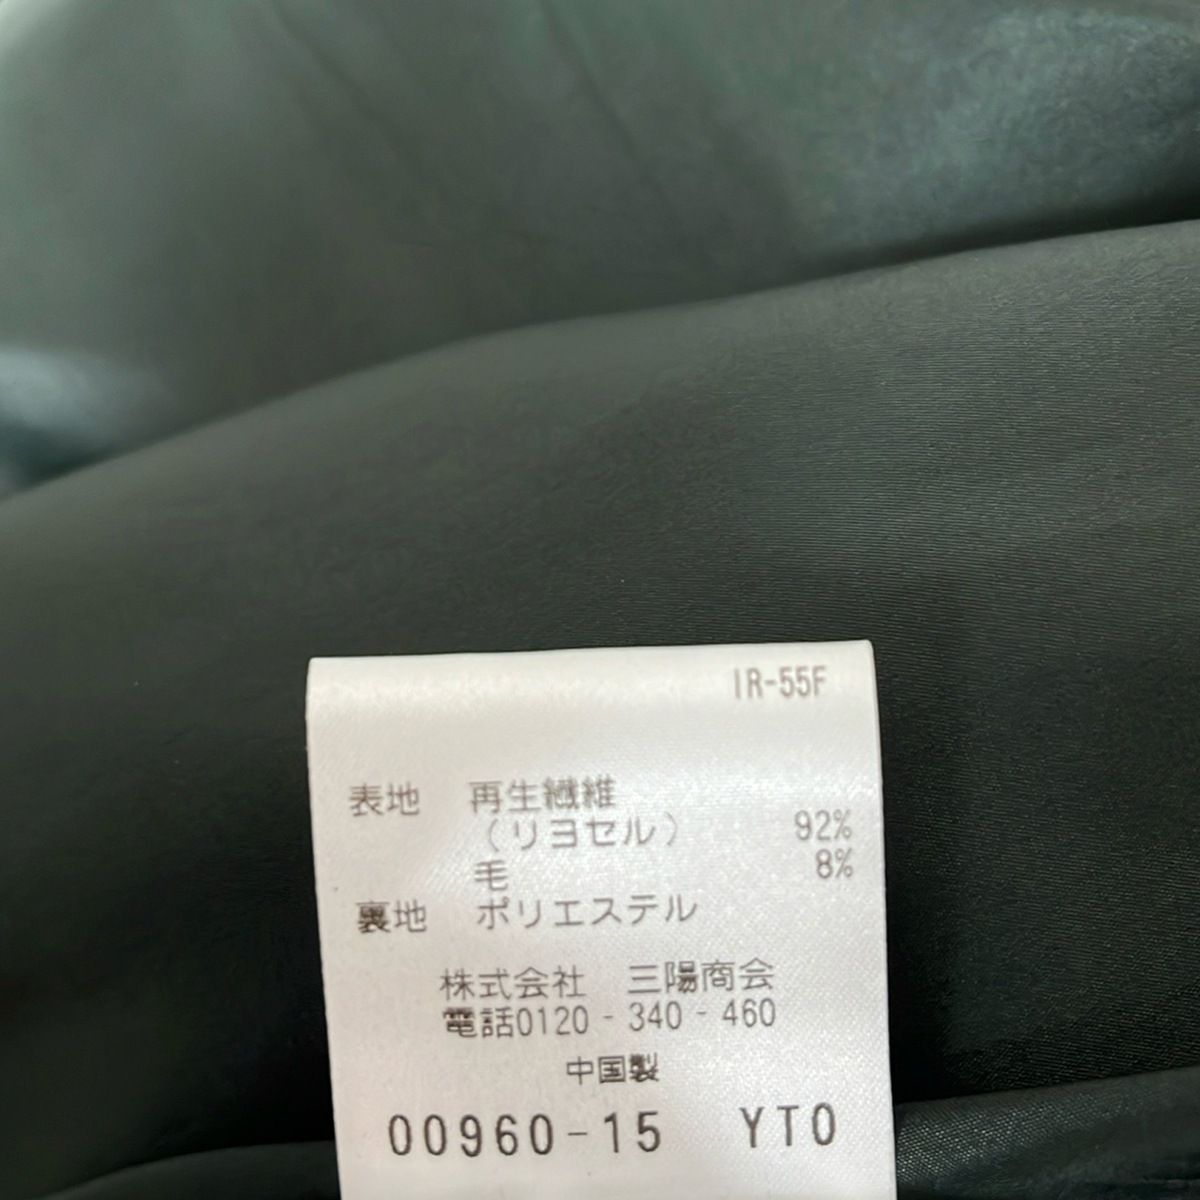 IR-55F
表地 再生繊維
（リヨセル） 92%
毛 8%
裏地 ポリエステル
株式会社 三陽商会
電話0120-340-460
中国製
00960-15 YTO